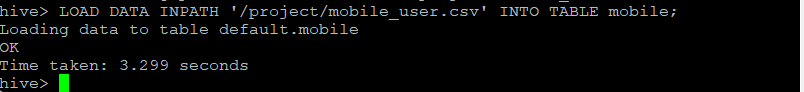 hive> LOAD DATA INPATH '/project/mobile_user.csv' INTO TABLE mobile;
Loading data to table default.mobile
OK
Time taken: 3.299 seconds
hive>